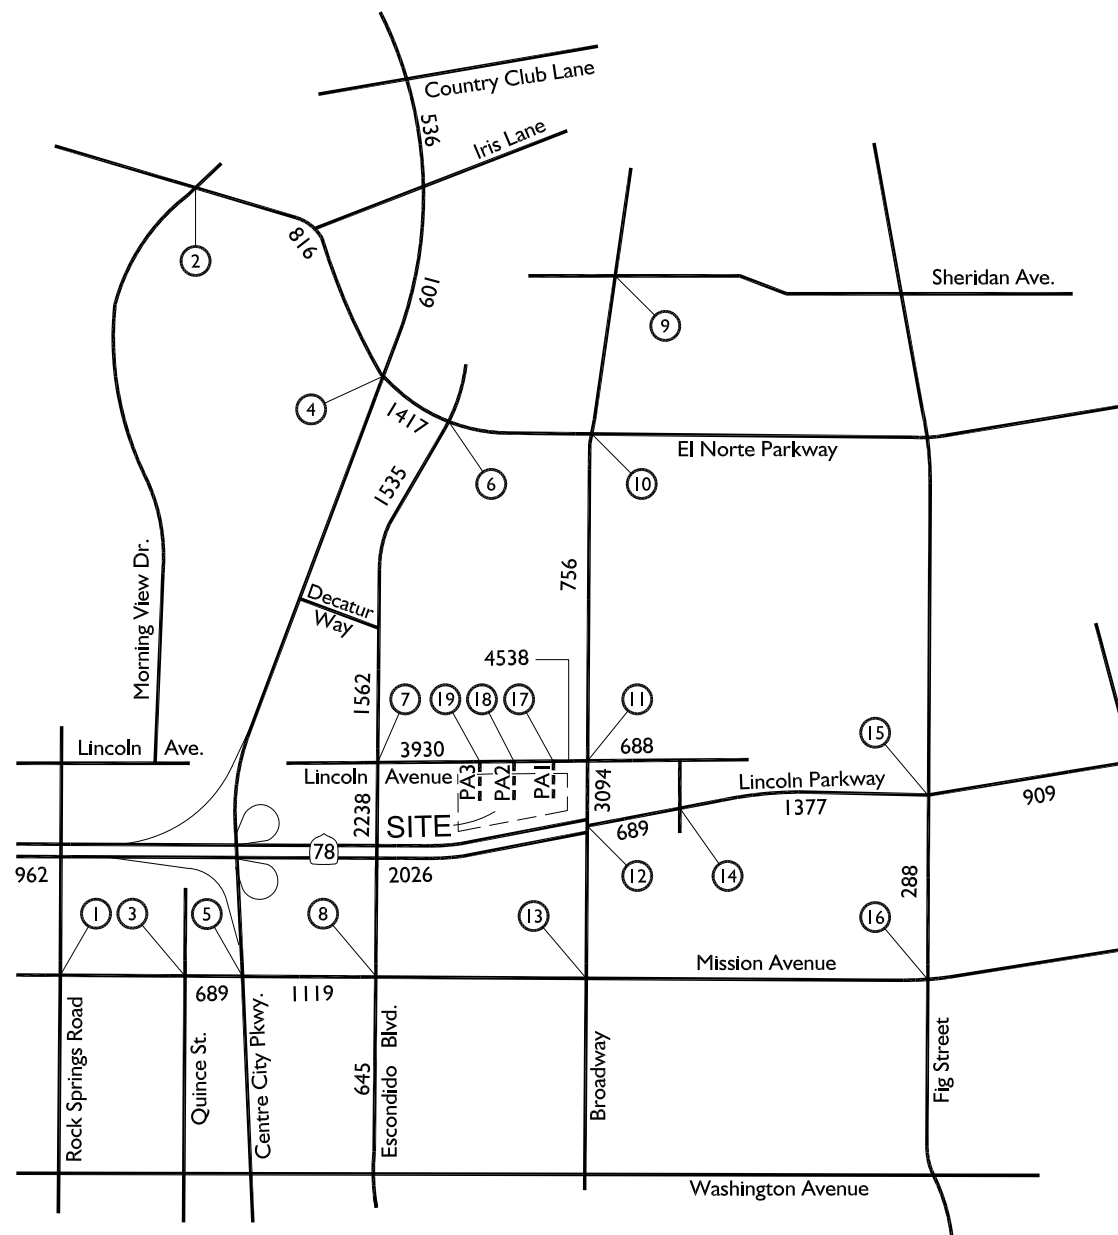 Country Club Lane
536
Iris Lane
816
2
109
Sheridan Ave.
9
4
1417
El Norte Parkway
1535
6
10
Morning View Dr.
756
Decatur
Way
4538
1562
7
19
18
17
11
15
Lincoln Ave.
3930
688
Lincoln Avenue
PA3
PA2
PA1
Lincoln Parkway
2238
3094
1377
909
SITE
689
78
962
2026
12
14
288
1
3
5
8
13
16
Mission Avenue
689
1119
Rock Springs Road
Quince St.
Centre City Pkwy.
645
Escondido Blvd.
Broadway
Fig Street
Washington Avenue